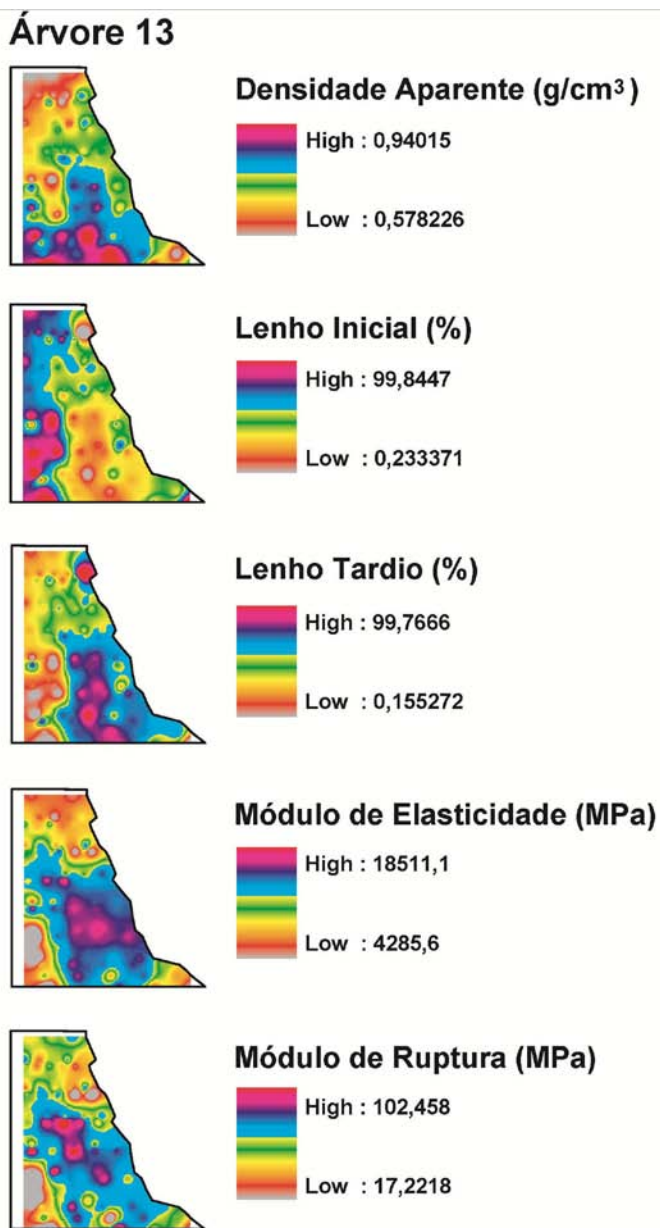 Árvore 13
Densidade Aparente (g/cm³)
High : 0,94015
Low : 0,578226
Lenho Inicial (%)
High : 99,8447
Low : 0,233371
Lenho Tardio (%)
High : 99,7666
Low : 0,155272
Módulo de Elasticidade (MPa)
High : 18511,1
Low : 4285,6
Módulo de Ruptura (MPa)
High : 102,458
Low : 17,2218